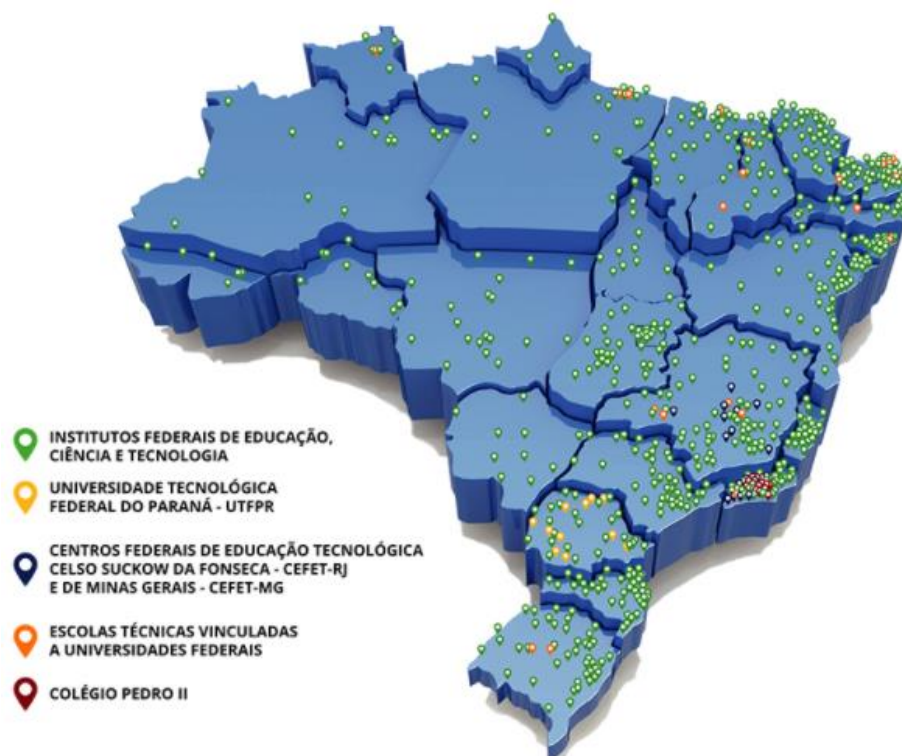 INSTITUTOS FEDERAIS DE EDUCAÇÃO,
CIÊNCIA E TECNOLOGIA
UNIVERSIDADE TECNOLÓGICA
FEDERAL DO PARANÁ - UTFPR
CENTROS FEDERAIS DE EDUCAÇÃO TECNOLÓGICA
CELSO SUCKOW DA FONSECA - CEFET-RJ
E DE MINAS GERAIS - CEFET-MG
ESCOLAS TÉCNICAS VINCULADAS
A UNIVERSIDADES FEDERAIS
COLÉGIO PEDRO II